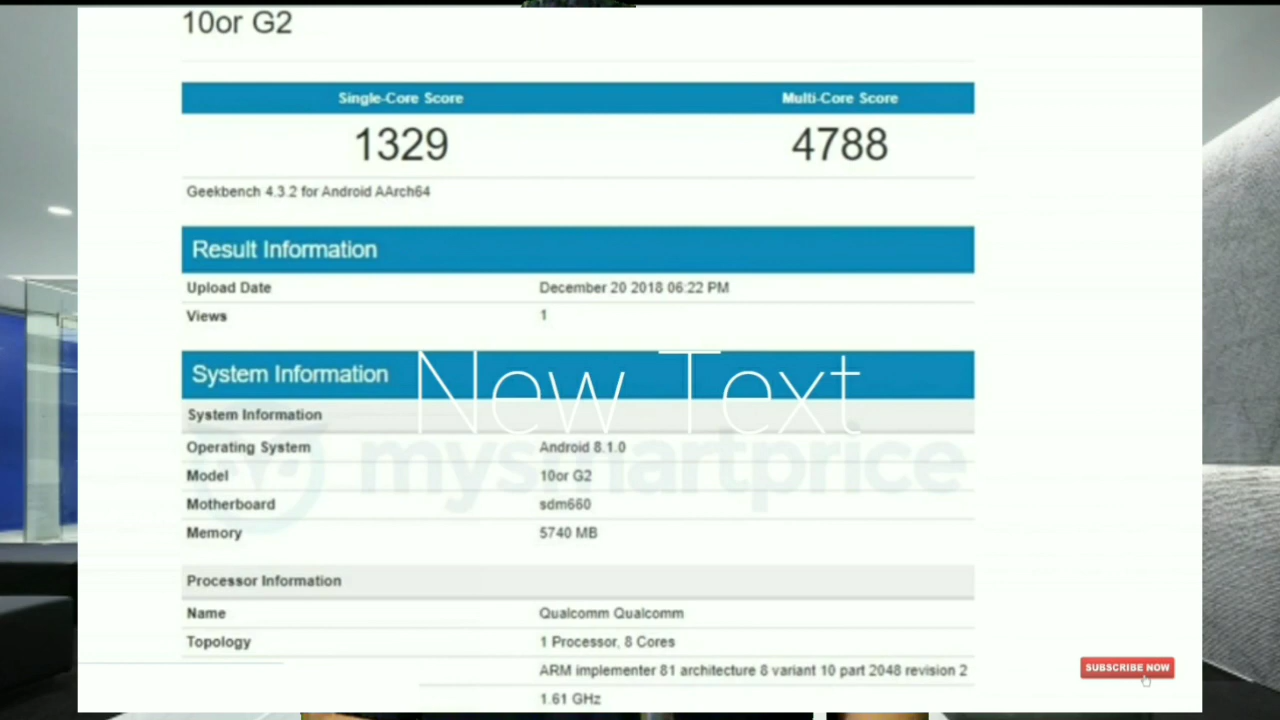 10or G2
Single-Core Score Multi-Core Score
1329 4788
Geekbench 4.3.2 for Android AArch64
Result Information
Upload Date December 20 2018 06:22 PM
Views 1
System Information
New Text
System Information
mysmartprice
Operating System Android 8.1.0
Model 10or G2
Motherboard sdm660
Memory 5740 MB
Processor Information
Name Qualcomm Qualcomm
Topology 1 Processor, 8 Cores
ARM implementer 81 architecture 8 variant 10 part 2048 revision 2
1.61 GHz
SUBSCRIBE NOW